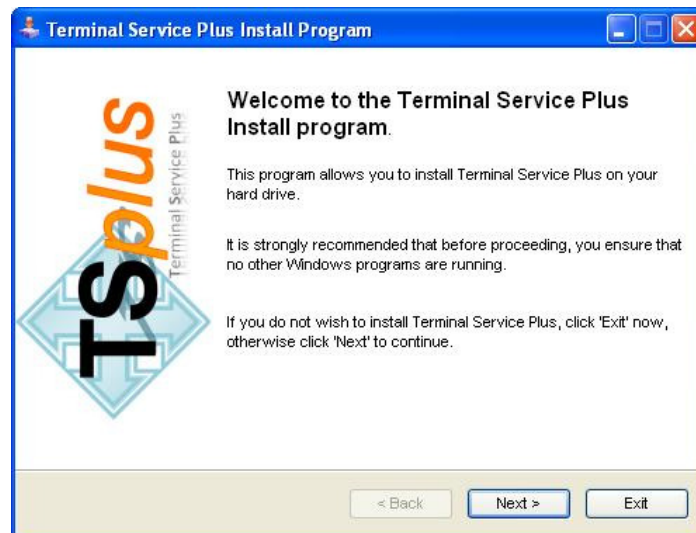 Terminal Service Plus Install Program
TSplus
Terminal Service Plus
Welcome to the Terminal Service Plus
Install program.
This program allows you to install Terminal Service Plus on your
hard drive.
It is strongly recommended that before proceeding, you ensure that
no other Windows programs are running.
If you do not wish to install Terminal Service Plus, click 'Exit' now,
otherwise click 'Next' to continue.
< Back
Next >
Exit